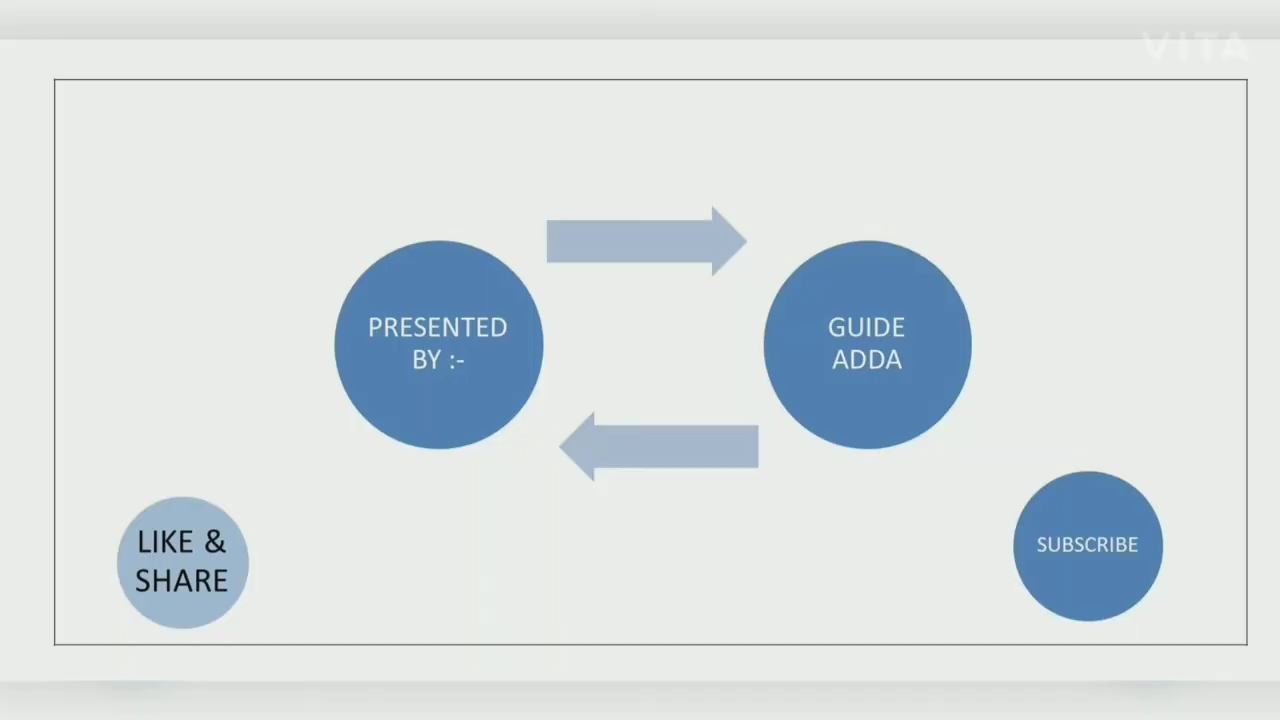 VITA
PRESENTED
BY :-
GUIDE
ADDA
LIKE &
SHARE
SUBSCRIBE